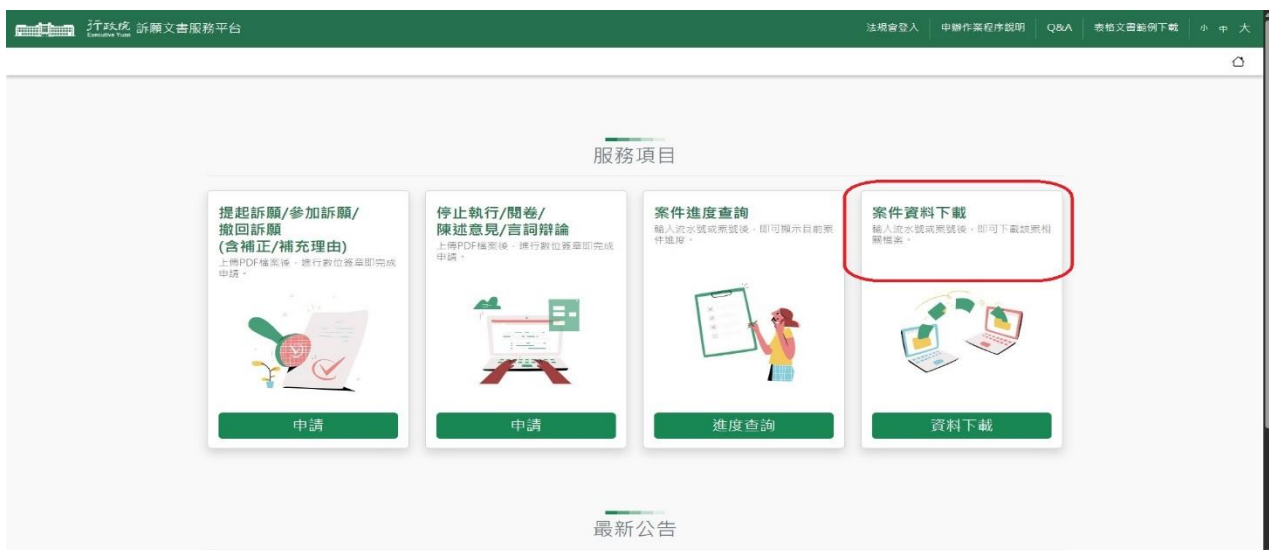 行政院 Executive Yuan 訴願文書服務平台
法規會登入 申辦作業程序說明 Q&A 表格文書範例下載 小 中 大
服務項目
提起訴願/參加訴願/
撤回訴願
(含補正/補充理由)
上傳PDF檔案後,進行數位簽章即完成
申請。
申請
停止執行/閱卷/
陳述意見/言詞辯論
上傳PDF檔案後,進行數位簽章即完成
申請。
申請
案件進度查詢
輸入流水號或案號後,即可顯示目前案
件進度。
進度查詢
案件資料下載
輸入流水號或案號後,即可下載該案相
關檔案。
資料下載
最新公告